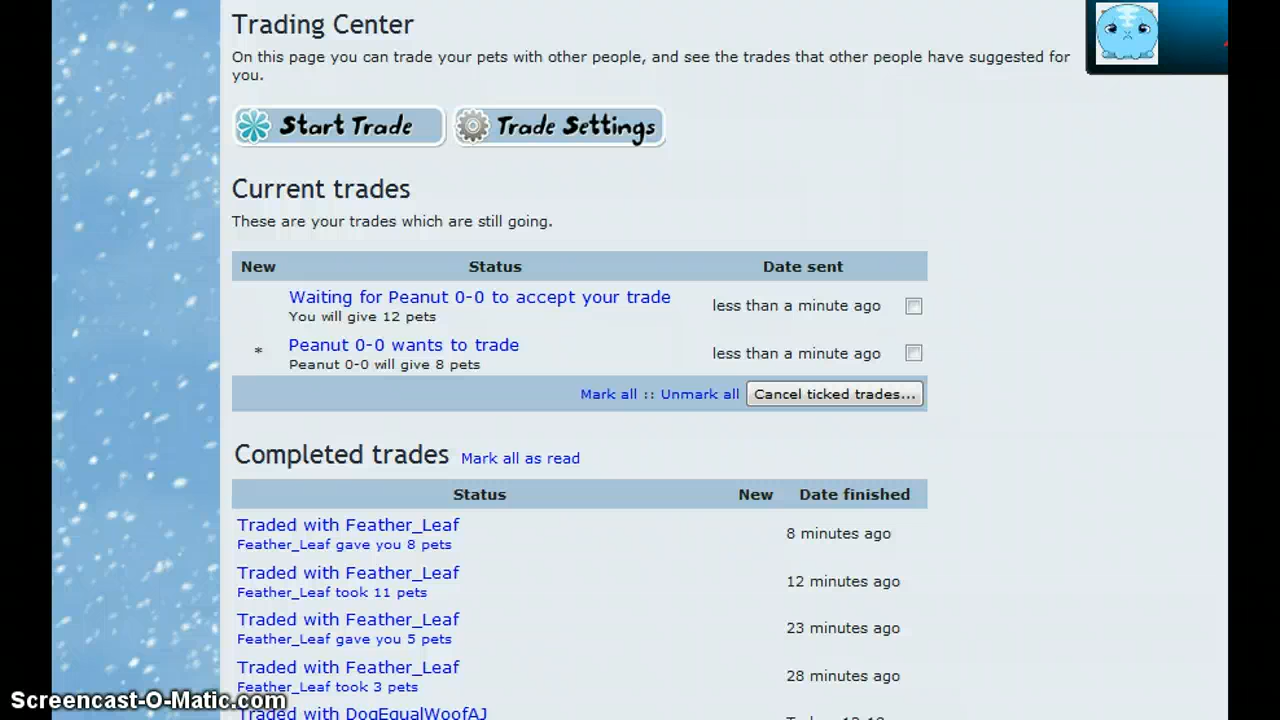 Trading Center
On this page you can trade your pets with other people, and see the trades that other people have suggested for
you.
Start Trade
Trade Settings
Current trades
These are your trades which are still going.
New Status Date sent
Waiting for Peanut 0-0 to accept your trade
You will give 12 pets
less than a minute ago
* Peanut 0-0 wants to trade
Peanut 0-0 will give 8 pets
less than a minute ago
Mark all :: Unmark all Cancel ticked trades...
Completed trades Mark all as read
Status New Date finished
Traded with Feather_Leaf
Feather_Leaf gave you 8 pets
8 minutes ago
Traded with Feather_Leaf
Feather_Leaf took 11 pets
12 minutes ago
Traded with Feather_Leaf
Feather_Leaf gave you 5 pets
23 minutes ago
Traded with Feather_Leaf
Feather_Leaf took 3 pets
28 minutes ago
Traded with DogEqualWoofAJ
Screencast-O-Matic.com